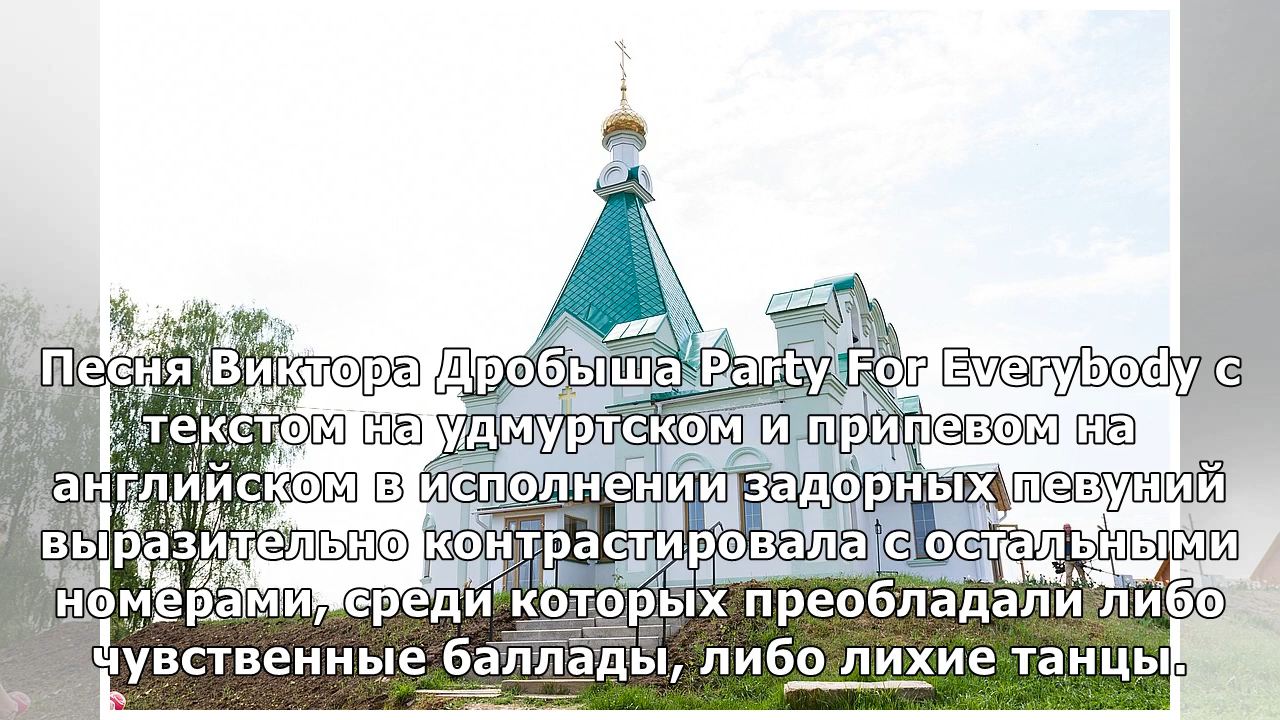 Песня Виктора Дробыша Party For Everybody с
текстом на удмуртском и припевом на
английском в исполнении задорных певуний
выразительно контрастировала с остальными
номерами, среди которых преобладали либо
чувственные баллады, либо лихие танцы.